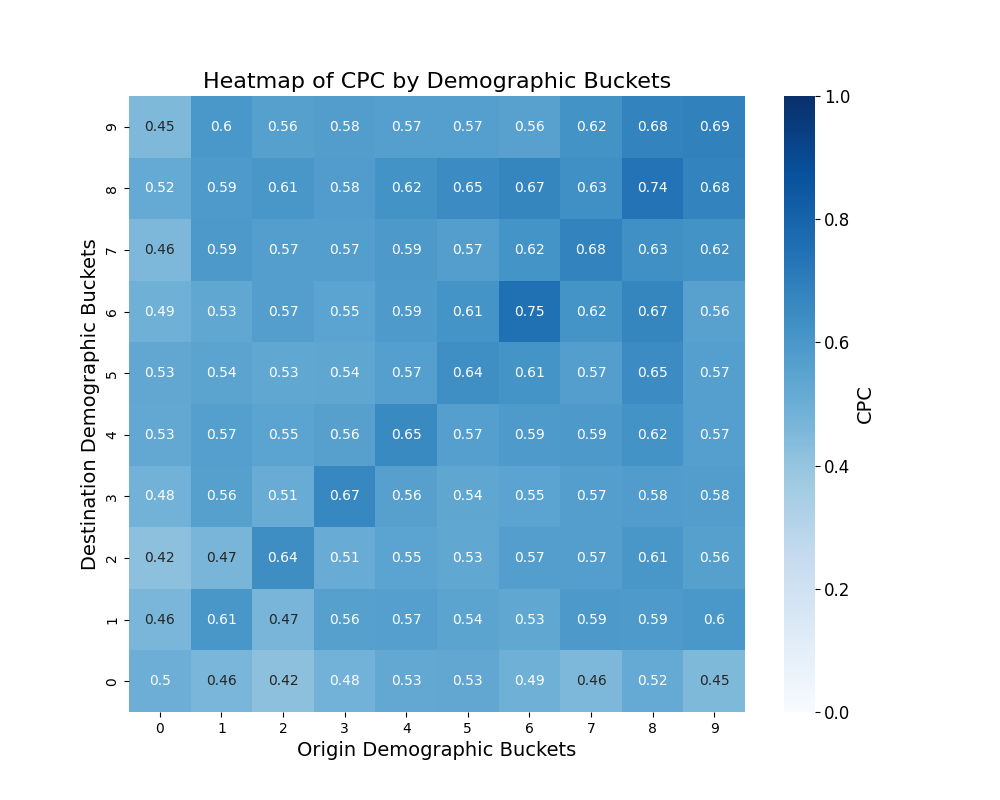 Heatmap of CPC by Demographic Buckets
9 0.45 0.6 0.56 0.58 0.57 0.57 0.56 0.62 0.68 0.69
8 0.52 0.59 0.61 0.58 0.62 0.65 0.67 0.63 0.74 0.68
7 0.46 0.59 0.57 0.57 0.59 0.57 0.62 0.68 0.63 0.62
6 0.49 0.53 0.57 0.55 0.59 0.61 0.75 0.62 0.67 0.56
5 0.53 0.54 0.53 0.54 0.57 0.64 0.61 0.57 0.65 0.57
4 0.53 0.57 0.55 0.56 0.65 0.57 0.59 0.59 0.62 0.57
3 0.48 0.56 0.51 0.67 0.56 0.54 0.55 0.57 0.58 0.58
2 0.42 0.47 0.64 0.51 0.55 0.53 0.57 0.57 0.61 0.56
1 0.46 0.61 0.47 0.56 0.57 0.54 0.53 0.59 0.59 0.6
0 0.5 0.46 0.42 0.48 0.53 0.53 0.49 0.46 0.52 0.45
0 1 2 3 4 5 6 7 8 9
Origin Demographic Buckets
Destination Demographic Buckets
1.0
0.8
0.6
0.4
0.2
0.0
CPC